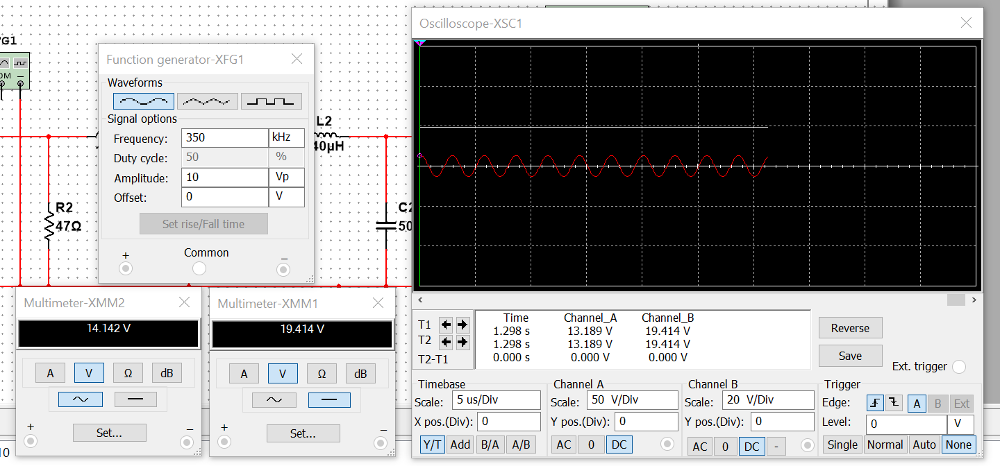 G1
OM
R2
47Ω
L2
40µH
C2
50
Function generator-XFG1
Waveforms
Signal options
Frequency: 350 kHz
Duty cycle: 50 %
Amplitude: 10 Vp
Offset: 0 V
Set rise/Fall time
+ Common −
Multimeter-XMM2
14.142 V
A V Ω dB
+ Set... −
Multimeter-XMM1
19.414 V
A V Ω dB
+ Set... −
10
Oscilloscope-XSC1
Time Channel_A Channel_B
T1 1.298 s 13.189 V 19.414 V
T2 1.298 s 13.189 V 19.414 V
T2-T1 0.000 s 0.000 V 0.000 V
Reverse
Save
Ext. trigger
Timebase
Scale: 5 us/Div
X pos.(Div): 0
Y/T Add B/A A/B
Channel A
Scale: 50 V/Div
Y pos.(Div): 0
AC 0 DC
Channel B
Scale: 20 V/Div
Y pos.(Div): 0
AC 0 DC -
Trigger
Edge: A B Ext
Level: 0 V
Single Normal Auto None